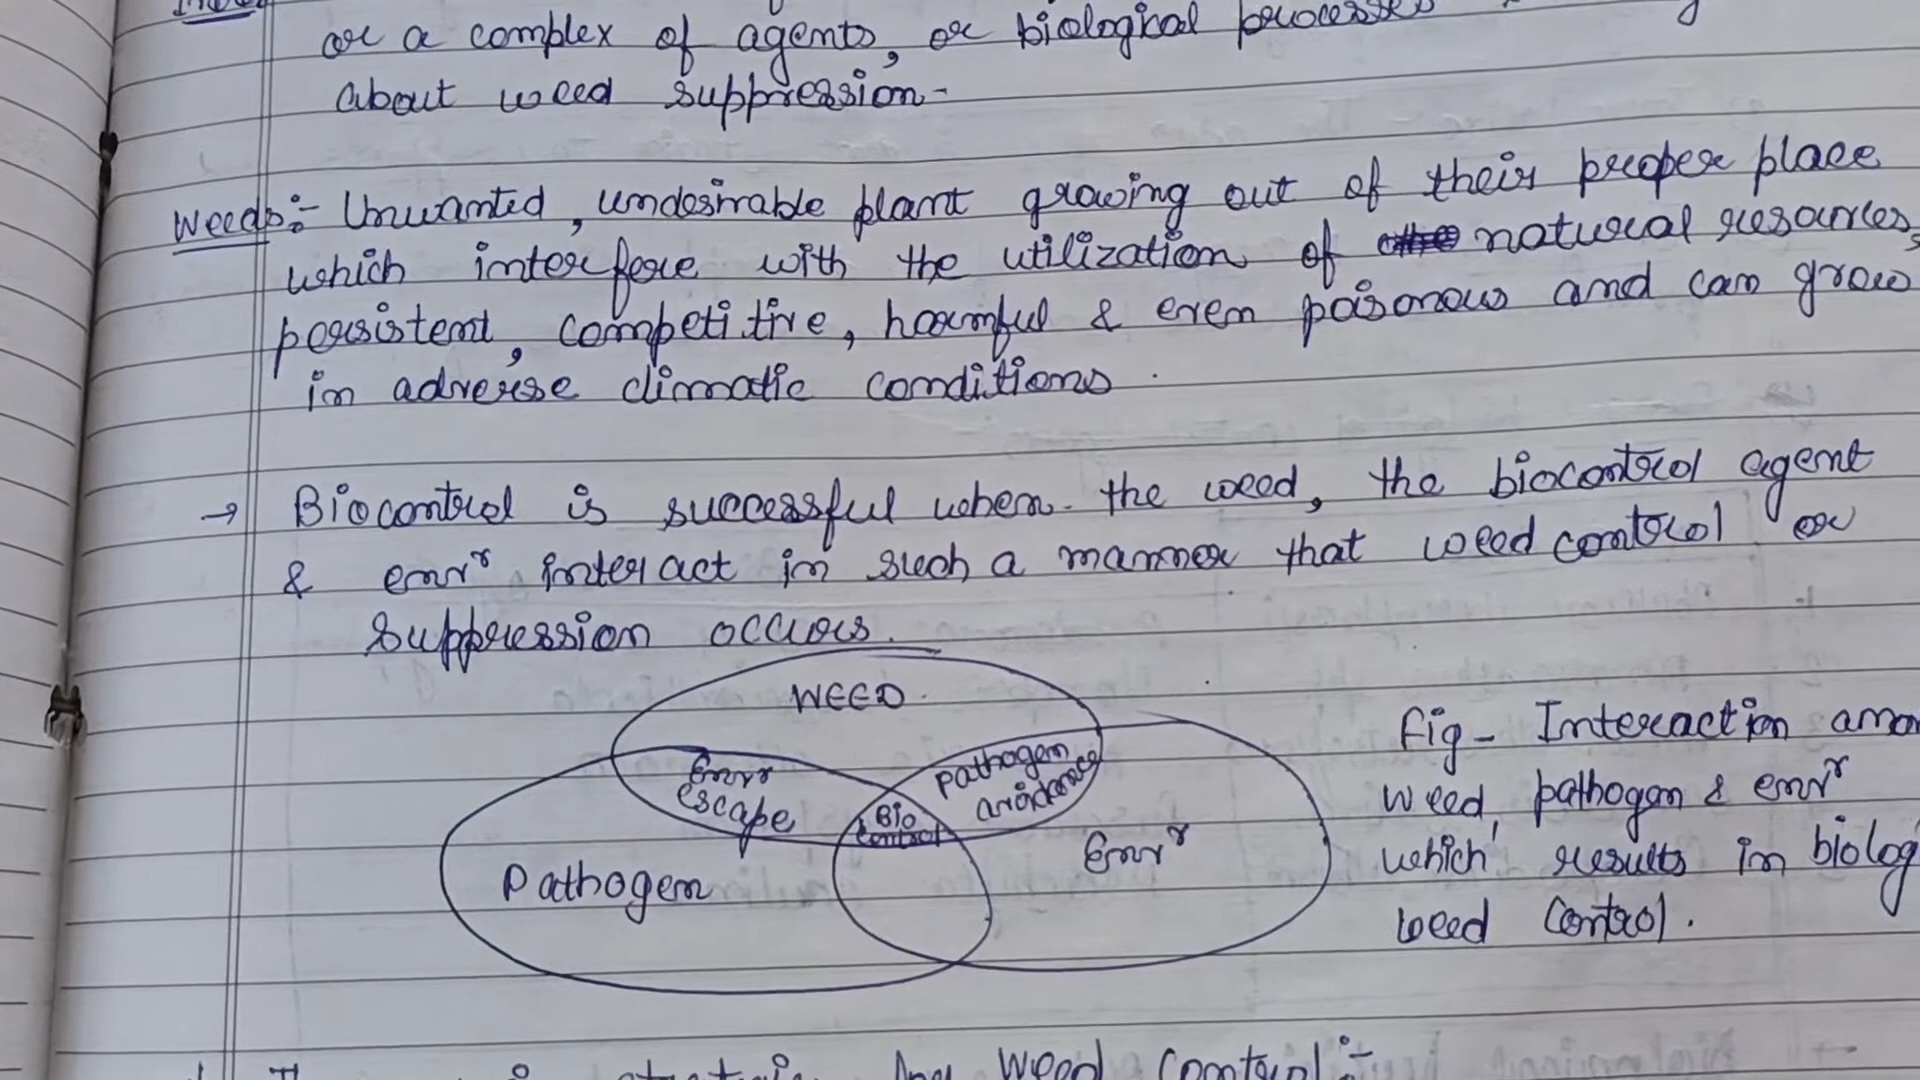 or a complex of agents, or biological processes
about weed suppression-
Weeds:- Unwanted, undesirable plant growing out of their proper place
which interfere with the utilization of natural resources,
persistent, competitive, harmful & even poisonous and can grow
in adverse climatic conditions.
→ Biocontrol is successful when the weed, the biocontrol agent
& envr interact in such a manner that weed control or
suppression occurs.
WEED
Envr escape
pathogen avoidence
Bio control
Pathogen
Envr
fig- Interaction amo
weed, pathogen & envr
which results in biolog
weed control.
weed control:-